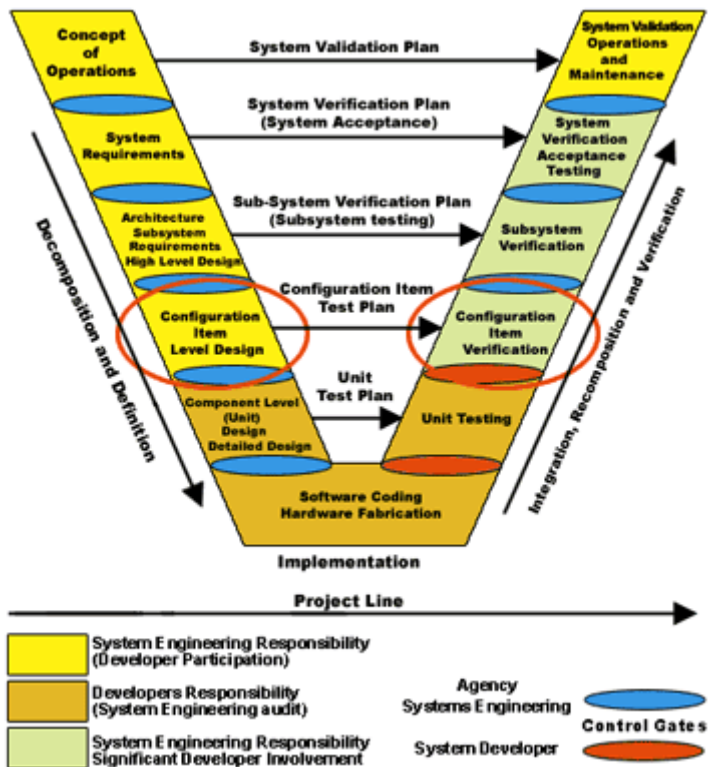 Concept
of
Operations
System Validation Plan
System Validation
Operations
and
Maintenance
System Verification Plan
(System Acceptance)
System
Requirements
System
Verification
Acceptance
Testing
Sub-System Verification Plan
(Subsystem testing)
Architecture
Subsystem
Requirements
High Level Design
Subsystem
Verification
Decomposition and Definition
Integration, Recomposition and Verification
Configuration Item
Test Plan
Configuration
Item
Level Design
Configuration
Item
Verification
Unit
Test Plan
Component Level
(Unit)
Design
Detailed Design
Unit Testing
Software Coding
Hardware Fabrication
Implementation
Project Line
System Engineering Responsibility
(Developer Participation)
Developers Responsibility
(System Engineering audit)
System Engineering Responsibility
Significant Developer Involvement
Agency
Systems Engineering
Control Gates
System Developer